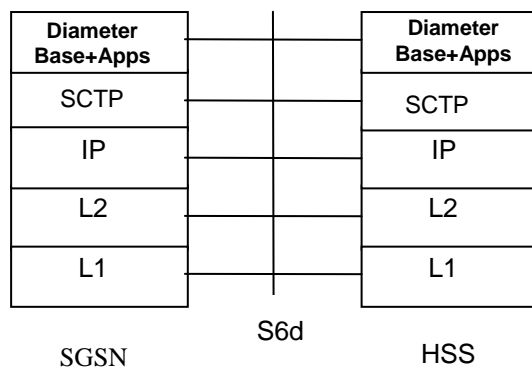 Diameter
Base+Apps
SCTP
IP
L2
L1
SGSN
S6d
Diameter
Base+Apps
SCTP
IP
L2
L1
HSS